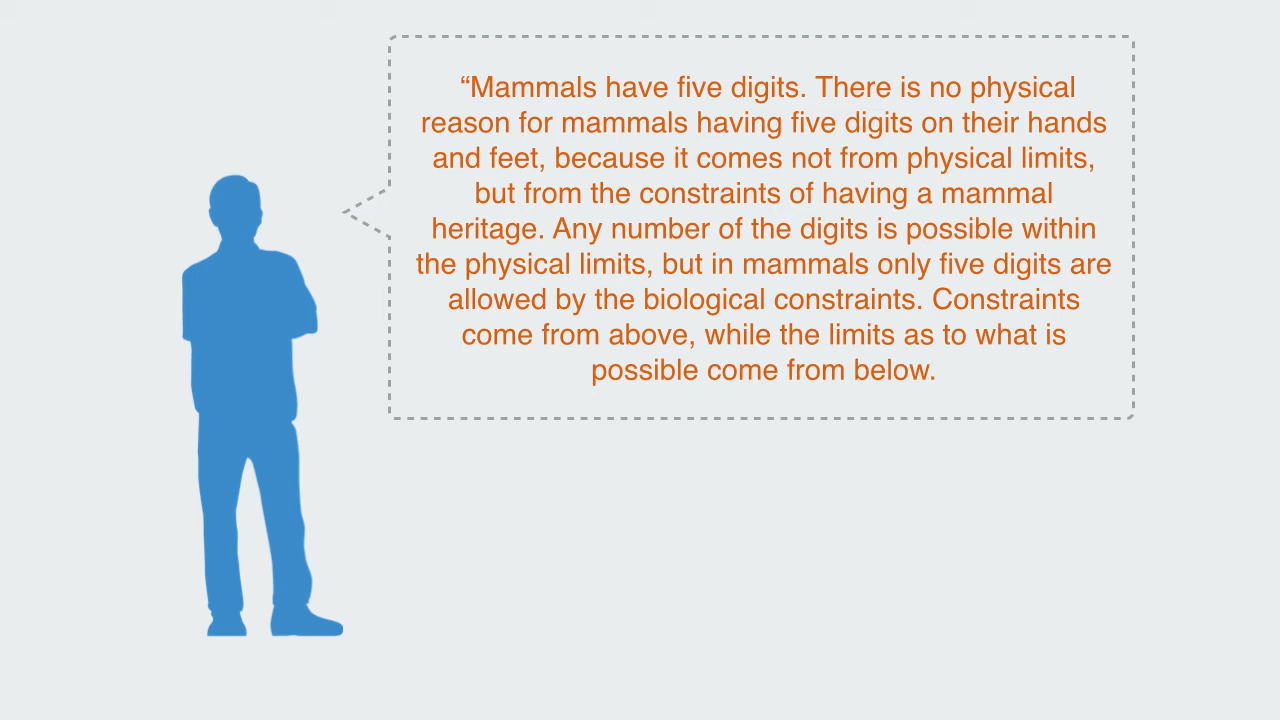 “Mammals have five digits. There is no physical
reason for mammals having five digits on their hands
and feet, because it comes not from physical limits,
but from the constraints of having a mammal
heritage. Any number of the digits is possible within
the physical limits, but in mammals only five digits are
allowed by the biological constraints. Constraints
come from above, while the limits as to what is
possible come from below.